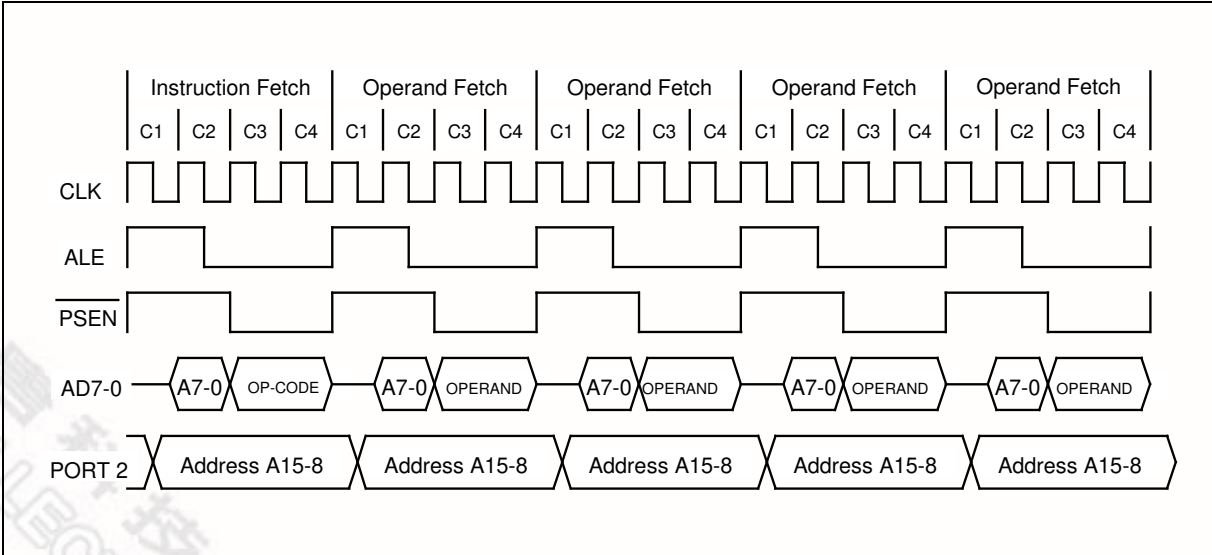 Instruction Fetch Operand Fetch Operand Fetch Operand Fetch Operand Fetch
C1 C2 C3 C4 C1 C2 C3 C4 C1 C2 C3 C4 C1 C2 C3 C4 C1 C2 C3 C4
CLK
ALE
PSEN
AD7-0 A7-0 OP-CODE A7-0 OPERAND A7-0 OPERAND A7-0 OPERAND A7-0 OPERAND
PORT 2 Address A15-8 Address A15-8 Address A15-8 Address A15-8 Address A15-8